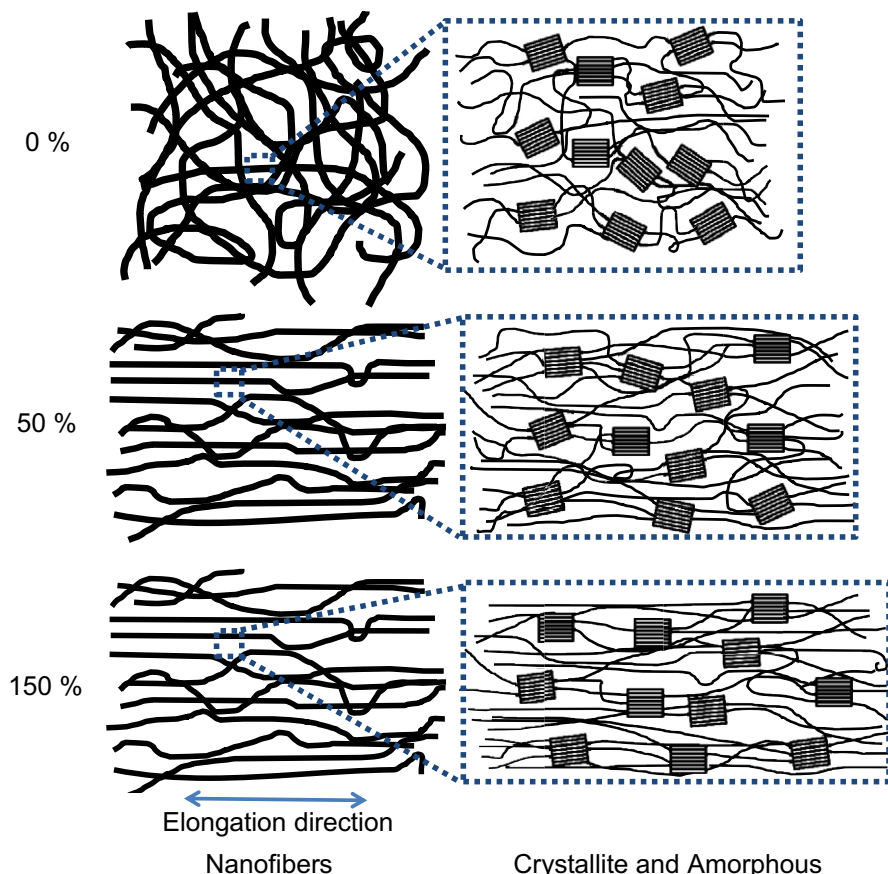 0 %
50 %
150 %
Elongation direction
Nanofibers
Crystallite and Amorphous